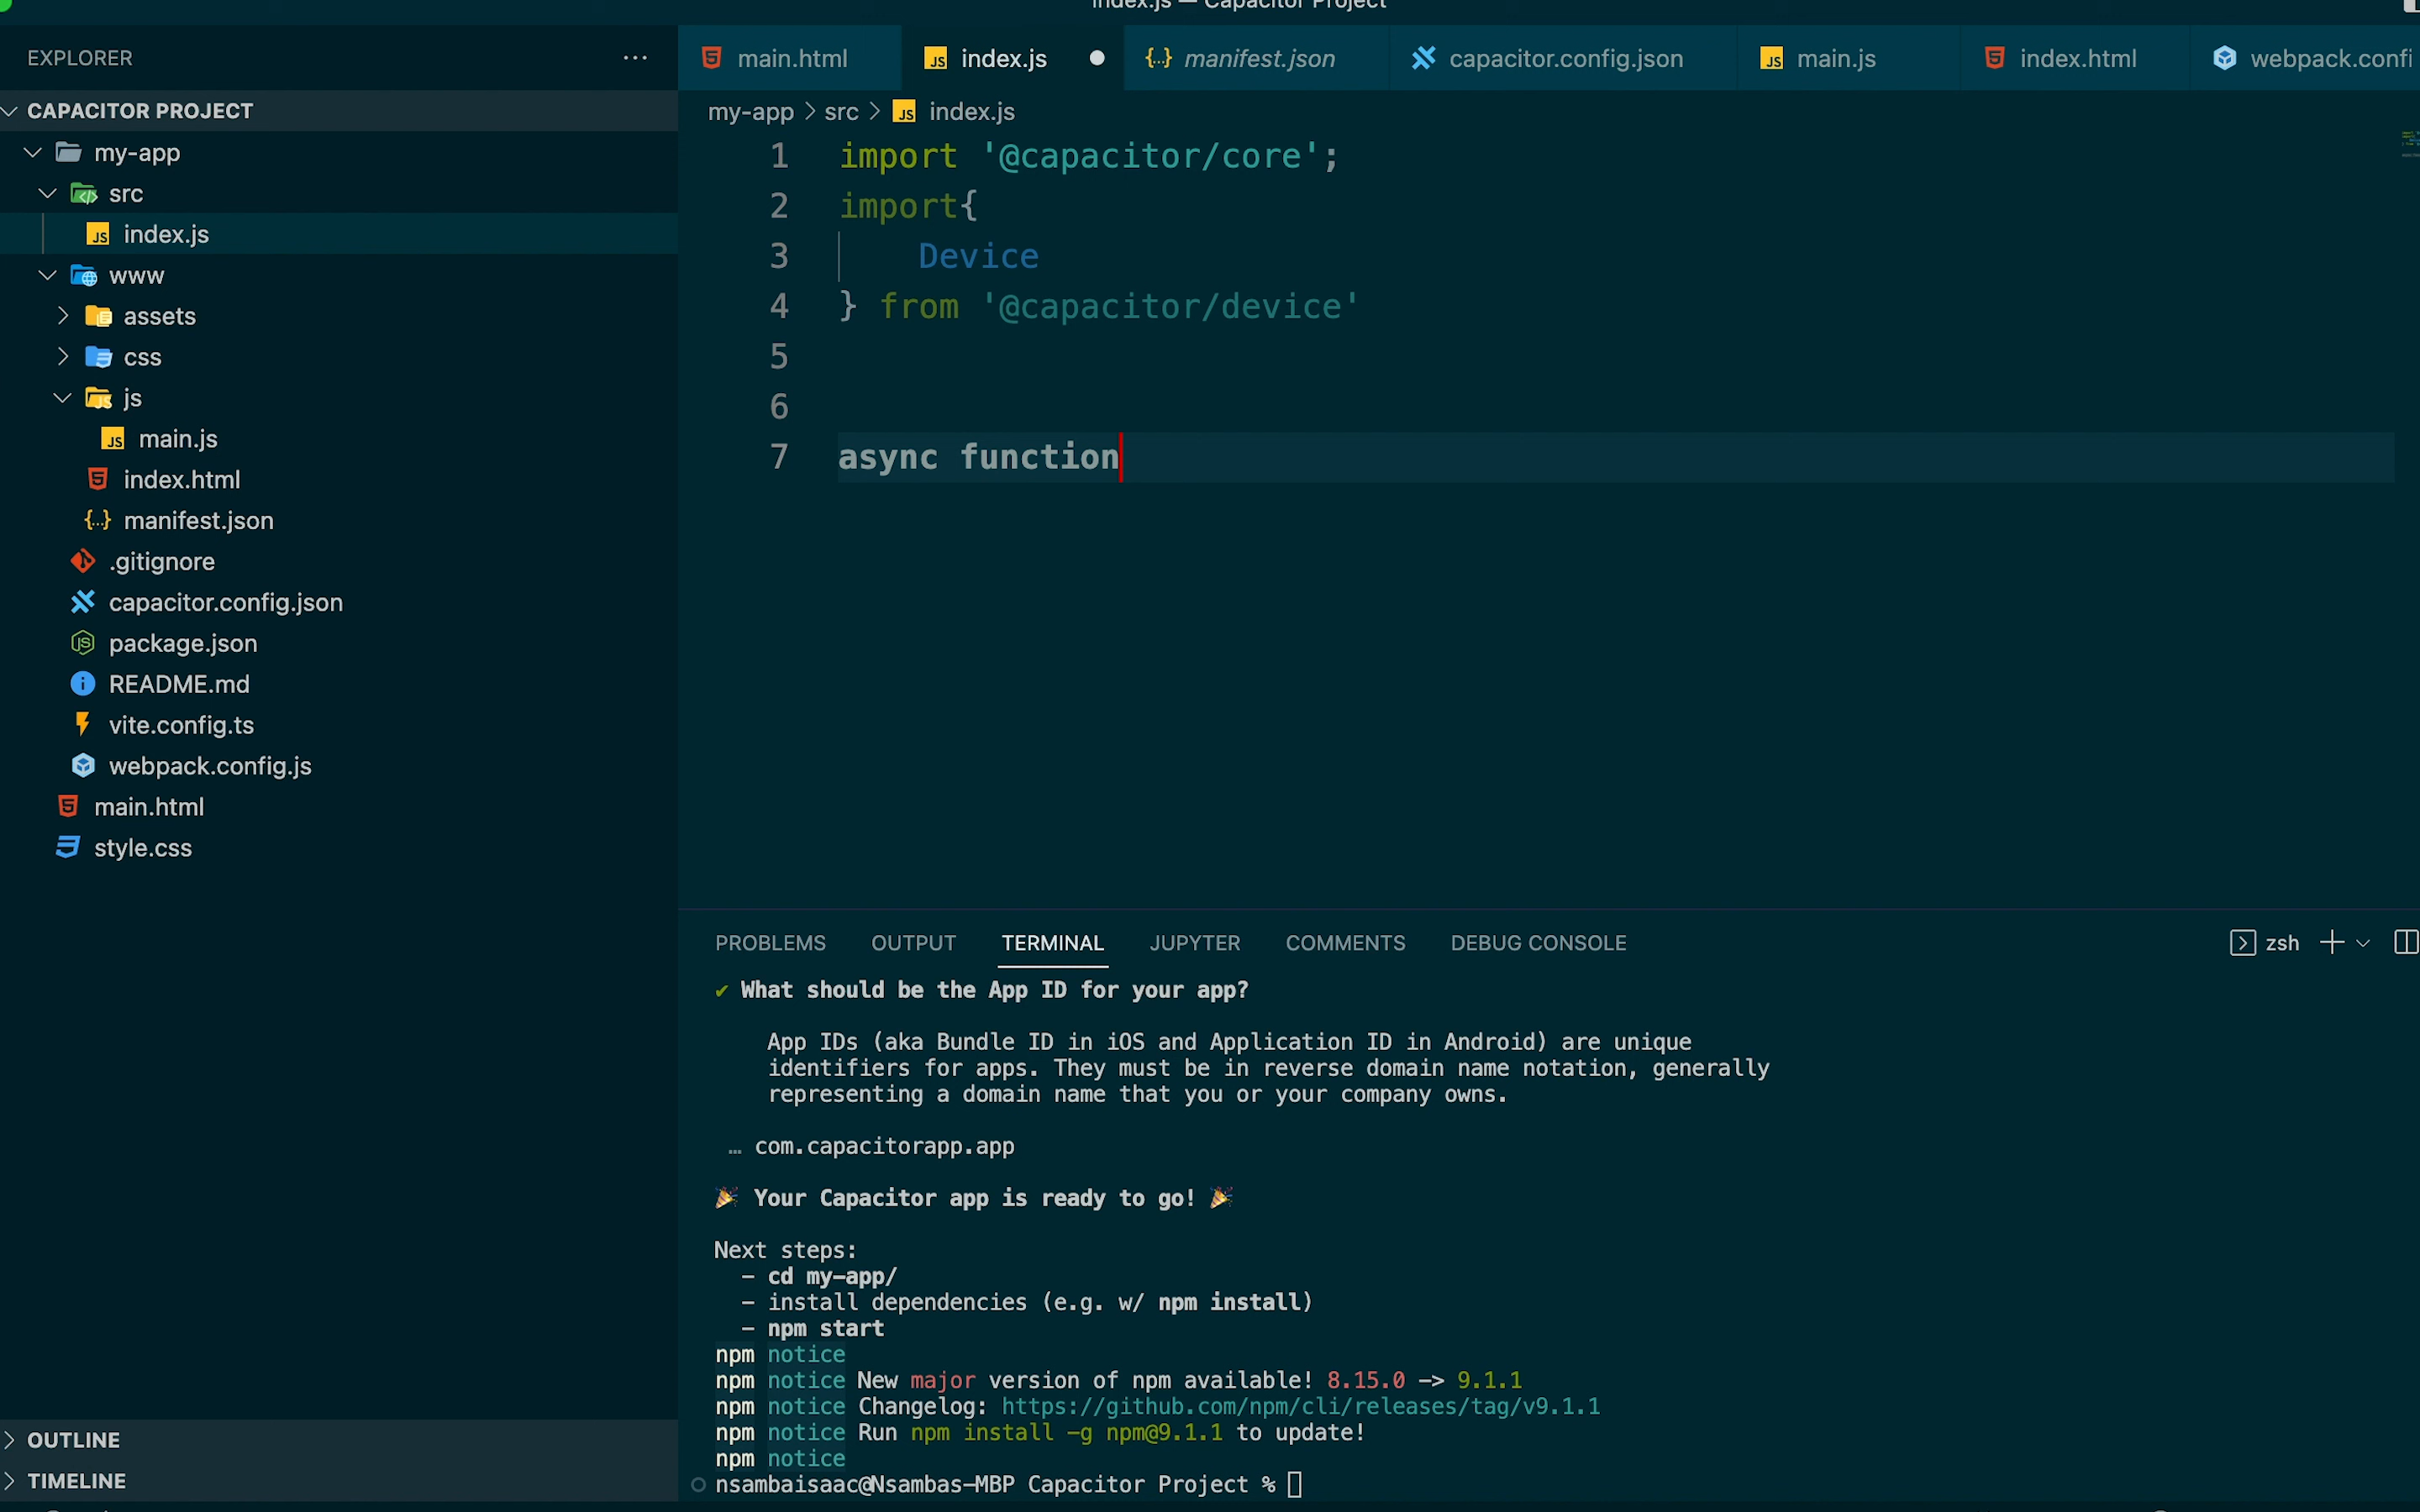 index.js — Capacitor Project
EXPLORER
CAPACITOR PROJECT
my-app
src
index.js
www
assets
css
js
main.js
index.html
manifest.json
.gitignore
capacitor.config.json
package.json
README.md
vite.config.ts
webpack.config.js
main.html
style.css
OUTLINE
TIMELINE
main.html index.js manifest.json capacitor.config.json main.js index.html webpack.confi
my-app > src > index.js
1 import '@capacitor/core';
2 import{
3 Device
4 } from '@capacitor/device'
5
6
7 async function
PROBLEMS OUTPUT TERMINAL JUPYTER COMMENTS DEBUG CONSOLE zsh
✔ What should be the App ID for your app?
App IDs (aka Bundle ID in iOS and Application ID in Android) are unique
identifiers for apps. They must be in reverse domain name notation, generally
representing a domain name that you or your company owns.
… com.capacitorapp.app
🎉 Your Capacitor app is ready to go! 🎉
Next steps:
– cd my-app/
– install dependencies (e.g. w/ npm install)
– npm start
npm notice
npm notice New major version of npm available! 8.15.0 -> 9.1.1
npm notice Changelog: https://github.com/npm/cli/releases/tag/v9.1.1
npm notice Run npm install -g npm@9.1.1 to update!
npm notice
nsambaisaac@Nsambas-MBP Capacitor Project %